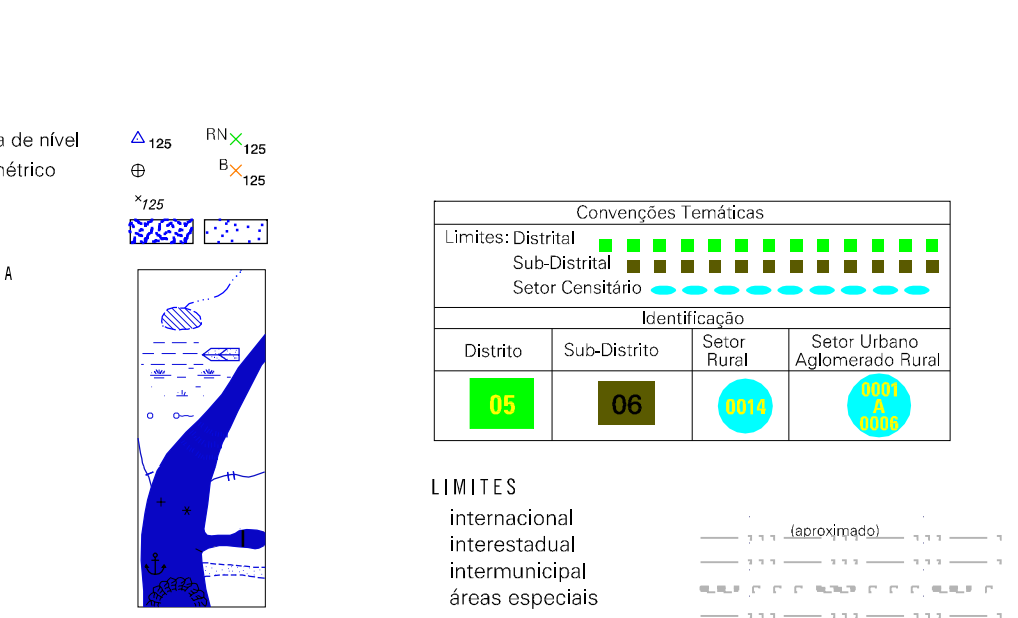 a de nível
125
RN
125
métrico
B
125
125
A
Convenções Temáticas
Limites: Distrital
Sub-Distrital
Setor Censitário
Identificação
Distrito
Sub-Distrito
Setor
Rural
Setor Urbano
Aglomerado Rural
05
06
0014
0001
A
0006
LIMITES
internacional
(aproximado)
interestadual
intermunicipal
áreas especiais